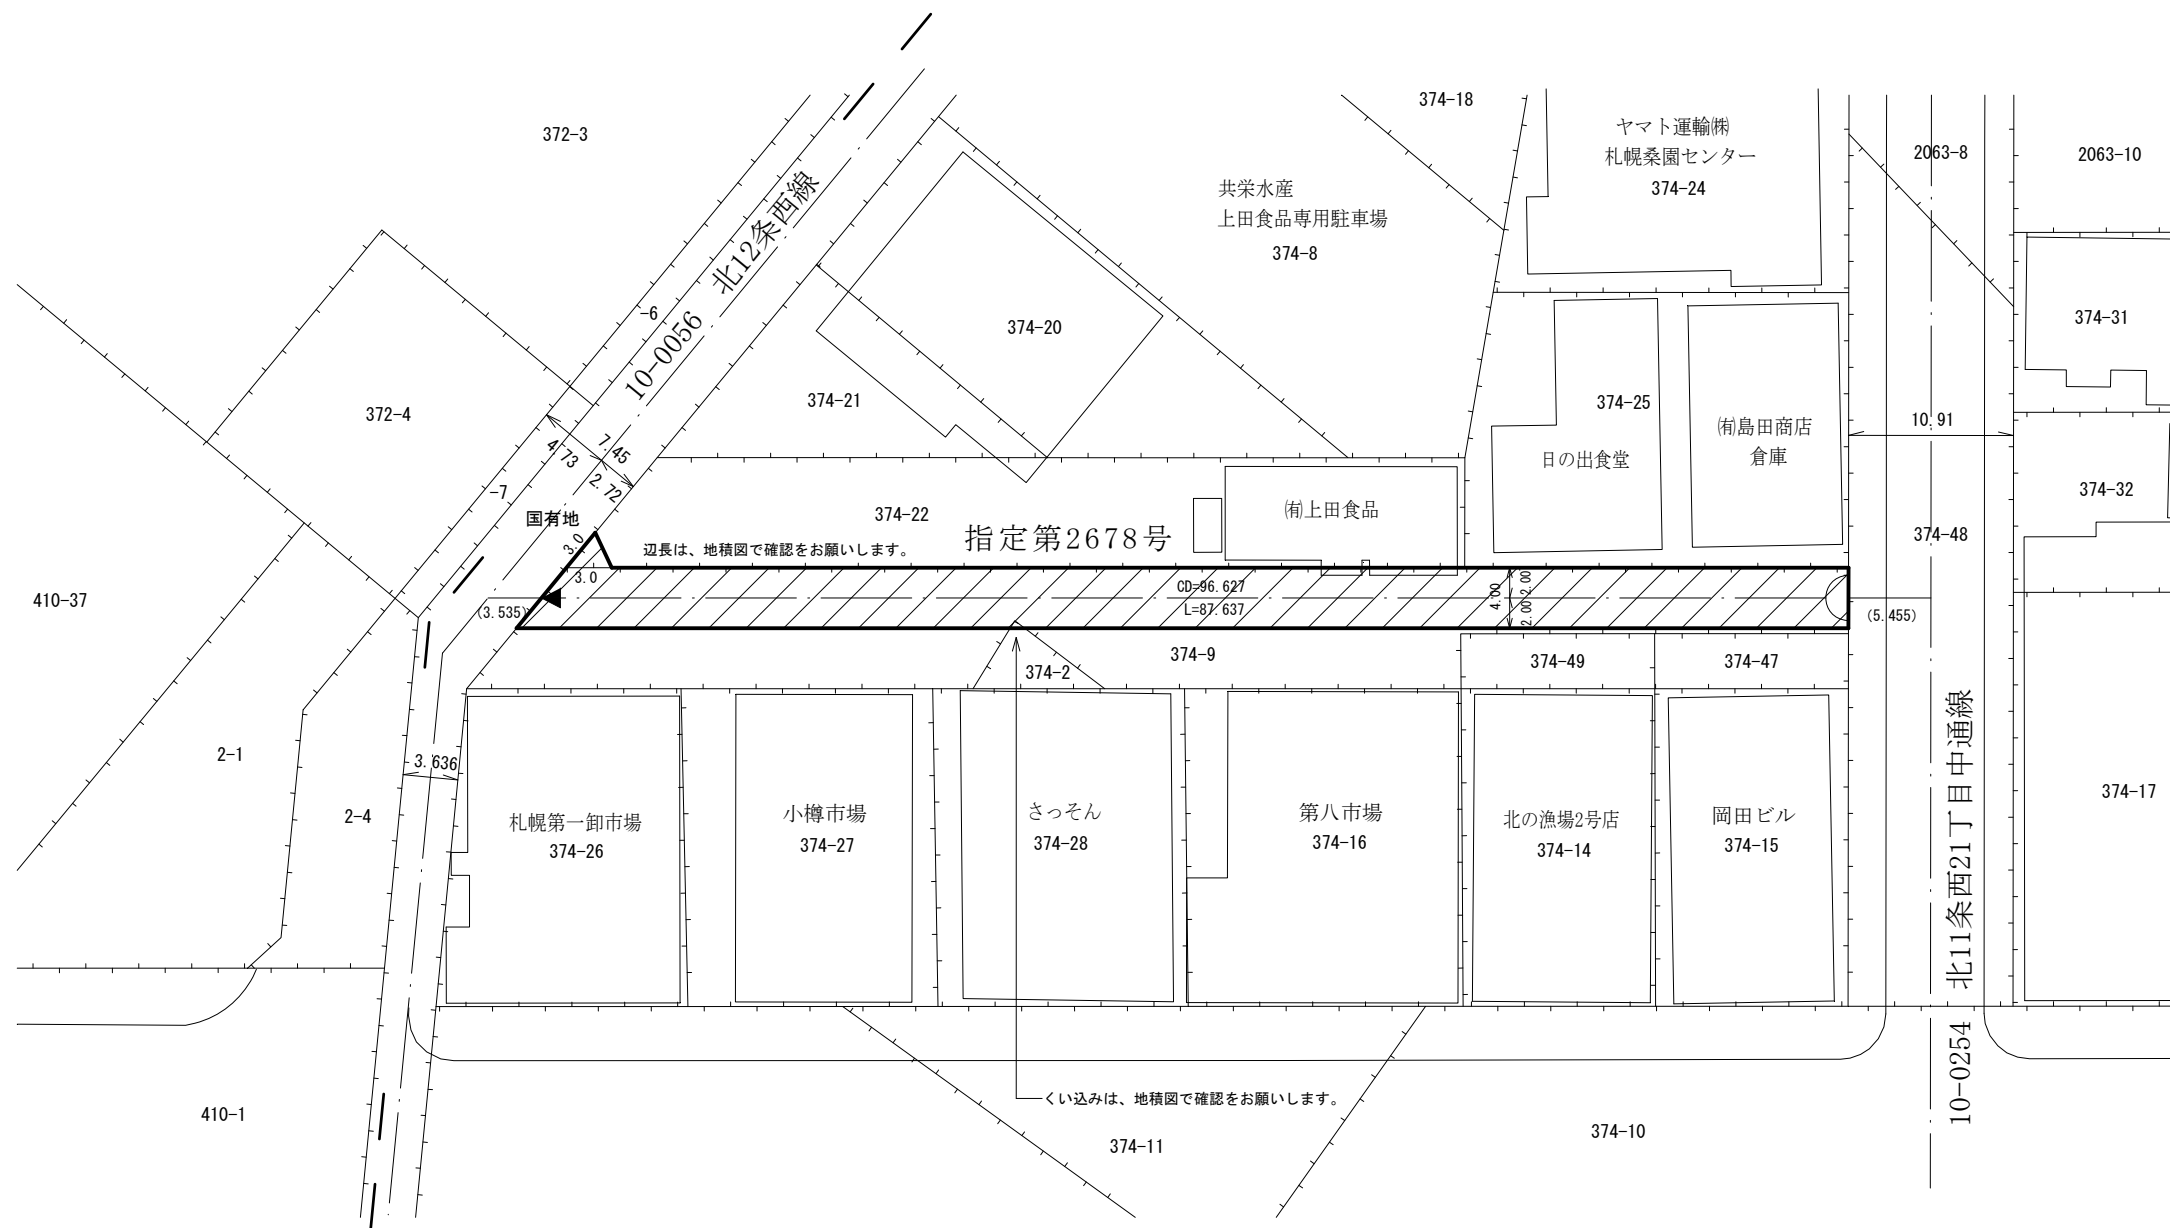 372-3
374-18
ヤマト運輸㈱
札幌桑園センター
374-24
2063-8
2063-10
共栄水産
上田食品専用駐車場
374-8
10-0056 北12条西線
-6
374-20
374-31
372-4
374-21
374-25
日の出食堂
㈲島田商店
倉庫
10.91
7.45
4.73
2.72
-7
国有地
374-22
㈲上田食品
374-32
374-48
指定第2678号
辺長は、地積図で確認をお願いします。
3.0
3.0
410-37
(3.535)
CD=96.627
L=87.637
4.00
2.00
2.00
(5.455)
374-9
374-2
374-49
374-47
2-1
3.636
2-4
札幌第一卸市場
374-26
小樽市場
374-27
さっそん
374-28
第八市場
374-16
北の漁場2号店
374-14
岡田ビル
374-15
374-17
10-0254 北11条西21丁目中通線
くい込みは、地積図で確認をお願いします。
410-1
374-11
374-10